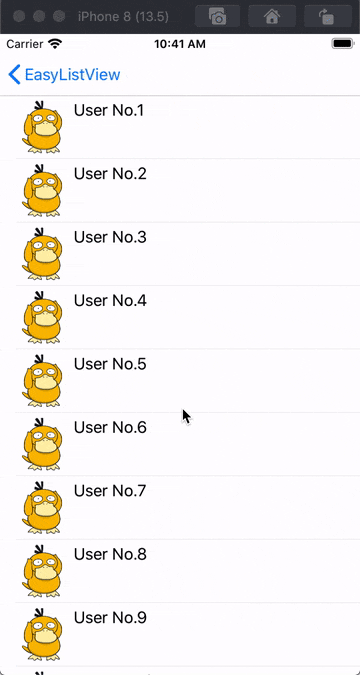 iPhone 8 (13.5)
Carrier 10:41 AM
EasyListView
User No.1
User No.2
User No.3
User No.4
User No.5
User No.6
User No.7
User No.8
User No.9